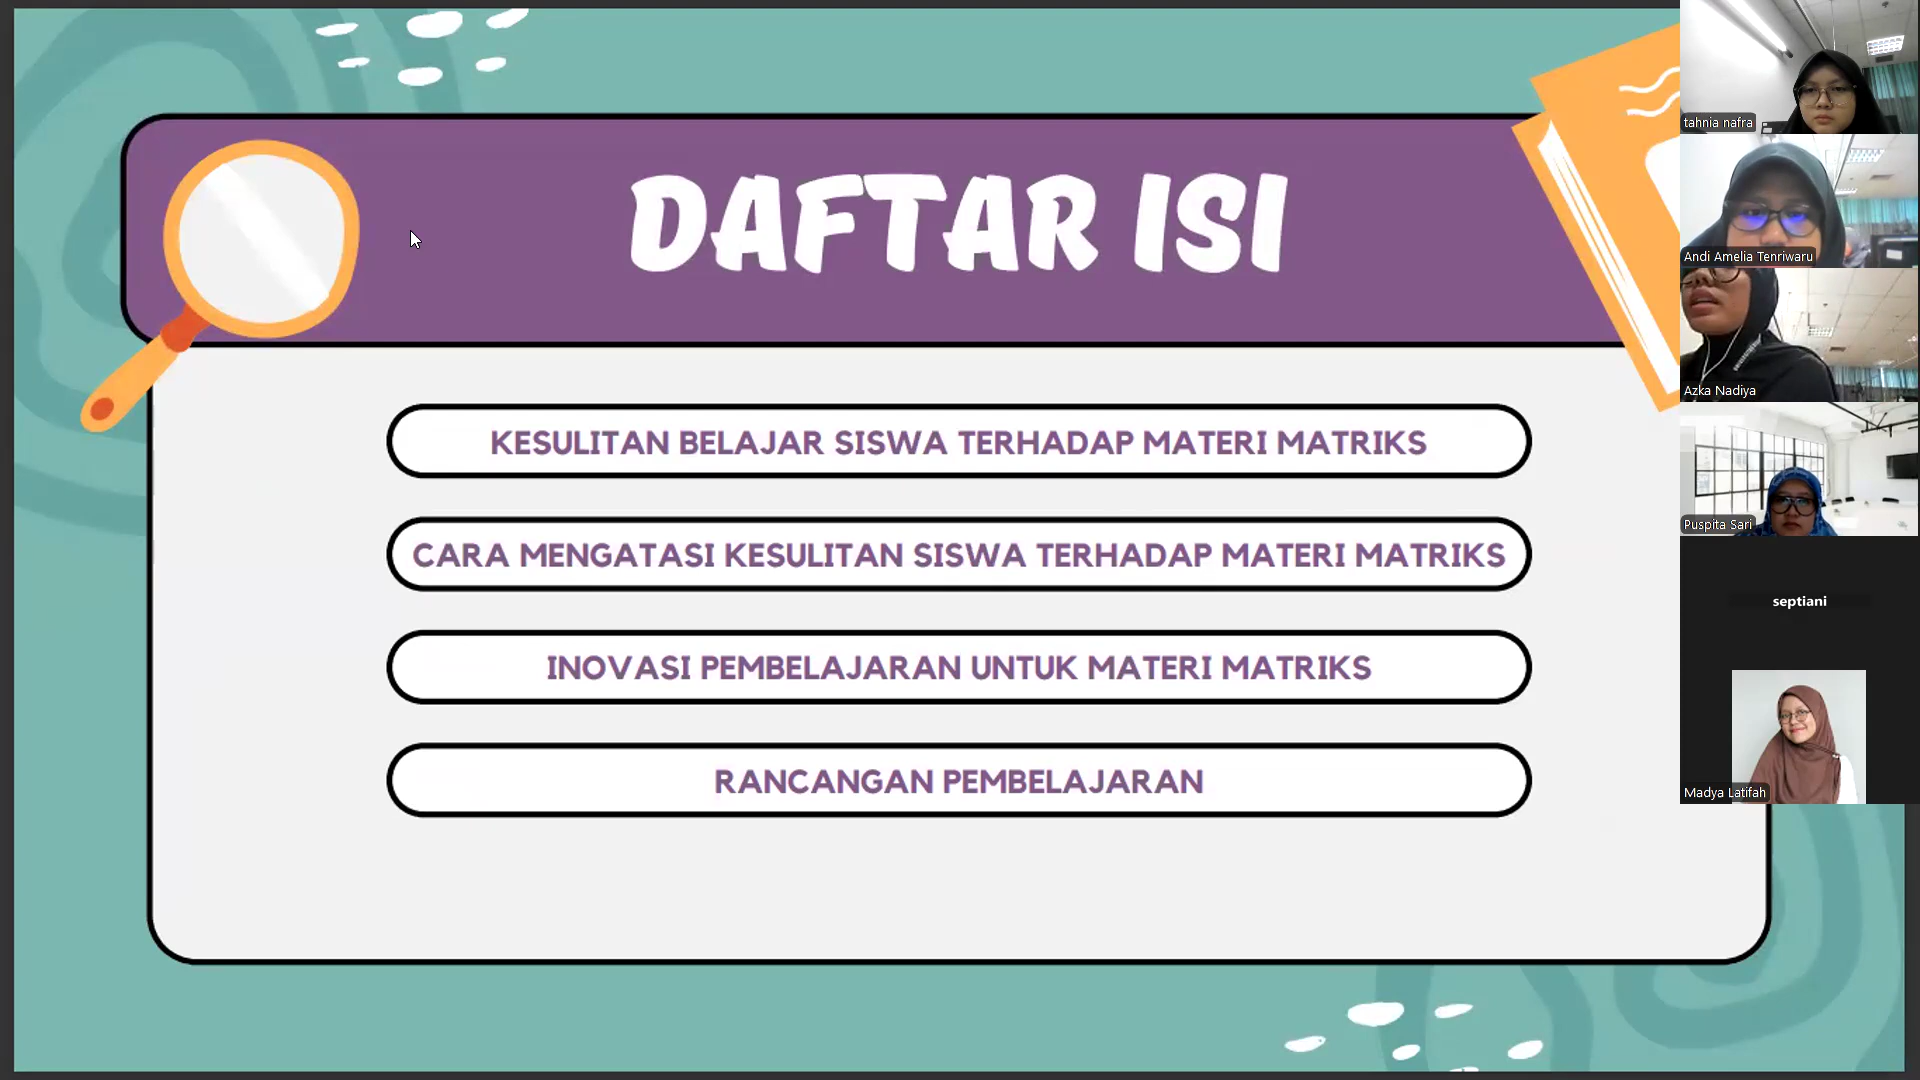 DAFTAR ISI
KESULITAN BELAJAR SISWA TERHADAP MATERI MATRIKS
CARA MENGATASI KESULITAN SISWA TERHADAP MATERI MATRIKS
INOVASI PEMBELAJARAN UNTUK MATERI MATRIKS
RANCANGAN PEMBELAJARAN
tahnia nafra
Andi Amelia Tenriwaru
Azka Nadiya
Puspita Sari
septiani
Madya Latifah